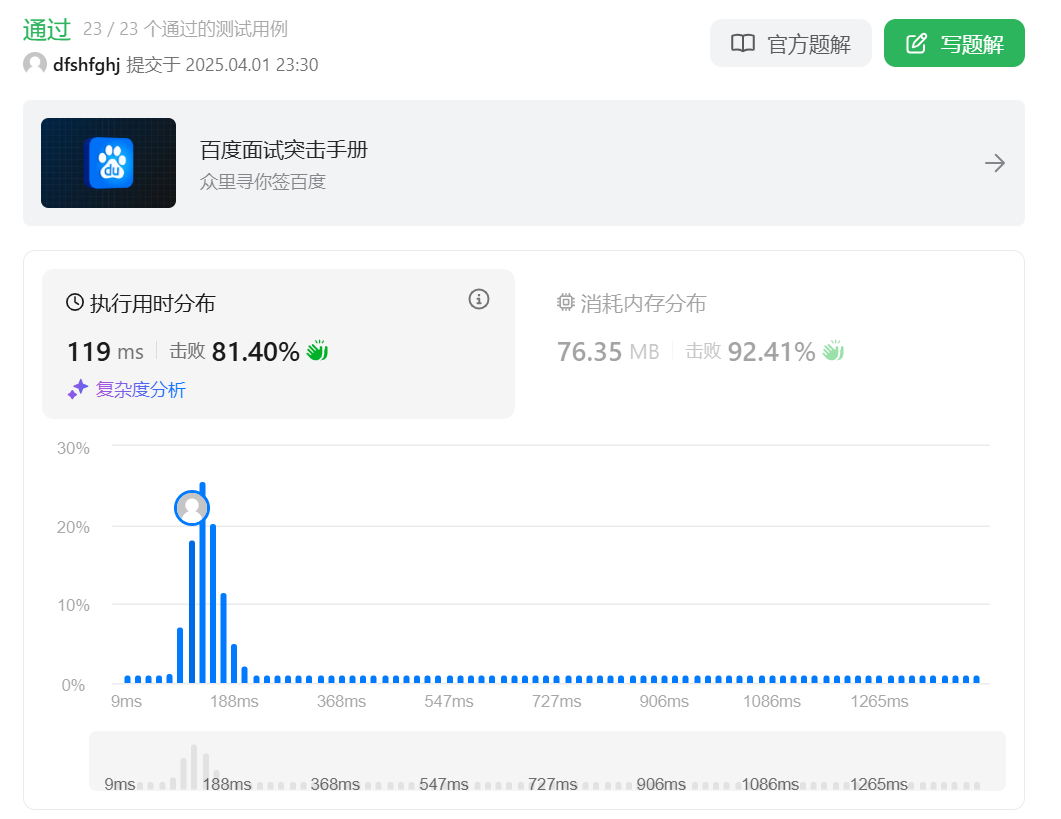 通过 23 / 23 个通过的测试用例
官方题解
写题解
dfshfghj 提交于 2025.04.01 23:30
du
百度面试突击手册
众里寻你签百度
执行用时分布
119 ms 击败 81.40%
复杂度分析
消耗内存分布
76.35 MB 击败 92.41%
30%
20%
10%
0%
9ms 188ms 368ms 547ms 727ms 906ms 1086ms 1265ms
9ms 188ms 368ms 547ms 727ms 906ms 1086ms 1265ms